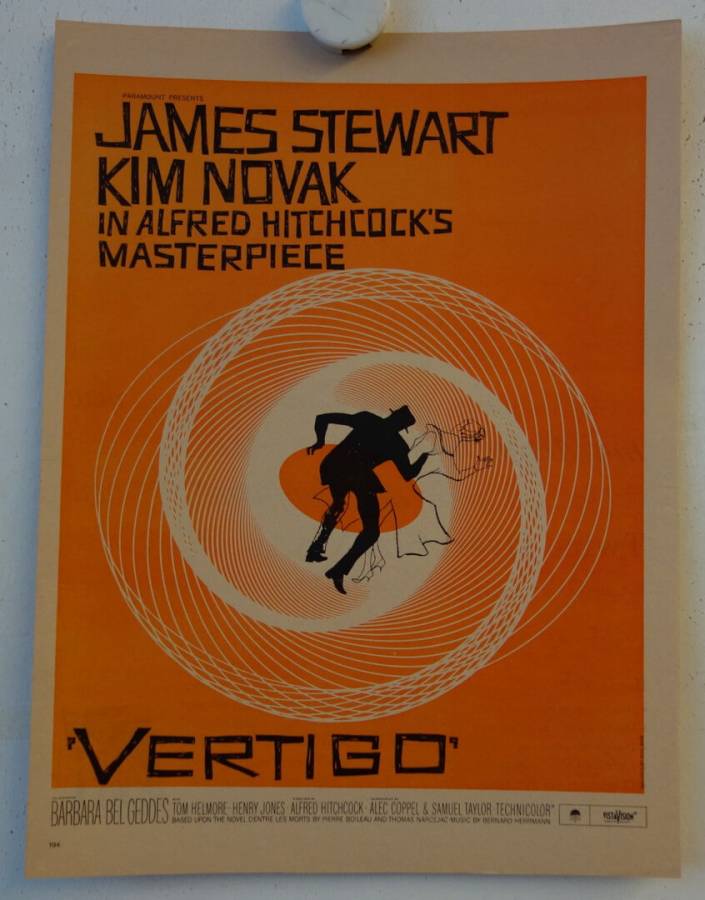 PARAMOUNT PRESENTS
JAMES STEWART
KIM NOVAK
IN ALFRED HITCHCOCK'S
MASTERPIECE
'VERTIGO'
BARBARA BEL GEDDES TOM HELMORE · HENRY JONES · ALFRED HITCHCOCK · ALEC COPPEL & SAMUEL TAYLOR · TECHNICOLOR® VISTAVISION®
BASED UPON THE NOVEL D'ENTRE LES MORTS BY PIERRE BOILEAU AND THOMAS NARCEJAC · MUSIC BY BERNARD HERRMANN
194